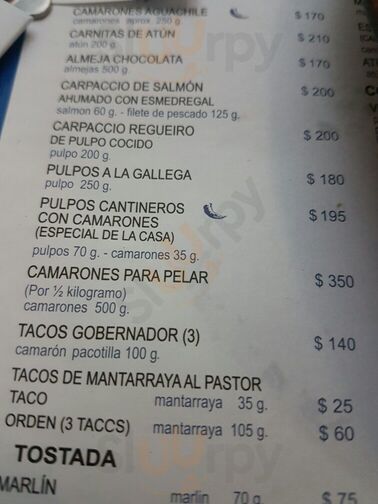 CAMARONES AGUACHILE $ 170
camarones aprox. 250 g.
CARNITAS DE ATÚN $ 210
atún 200 g.
ALMEJA CHOCOLATA $ 170
almejas 500 g.
CARPACCIO DE SALMÓN $ 200
AHUMADO CON ESMEDREGAL
salmon 60 g. - filete de pescado 125 g.
CARPACCIO REGUEIRO $ 200
DE PULPO COCIDO
pulpo 200 g.
PULPOS A LA GALLEGA $ 180
pulpo 250 g.
PULPOS CANTINEROS $ 195
CON CAMARONES
(ESPECIAL DE LA CASA)
pulpos 70 g. - camarones 35 g.
CAMARONES PARA PELAR $ 350
(Por ½ kilogramo)
camarones 500 g.
TACOS GOBERNADOR (3) $ 140
camarón pacotilla 100 g.
TACOS DE MANTARRAYA AL PASTOR
TACO mantarraya 35 g. $ 25
ORDEN (3 TACCS) mantarraya 105 g. $ 60
TOSTADA
MARLÍN marlin 70 g. $ 75